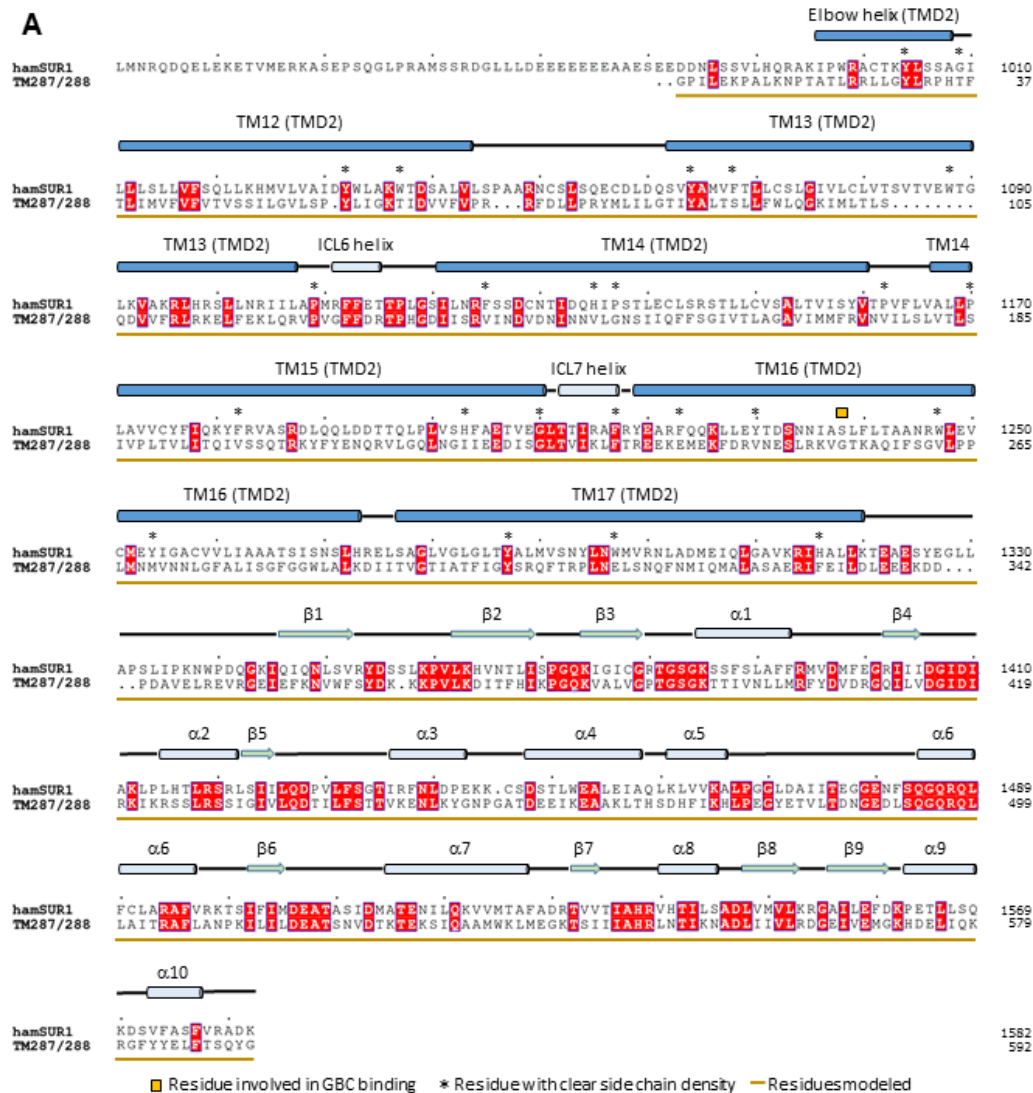 A
Elbow helix (TMD2)
* *
hamSUR1 LMNRQDQELEKETVMERKASEPSQGLPRAMSSRDGLLLDEEEEEEEAAESEEDDNLSSVLHQRAKIPWRACTKYLSSAGI 1010
TM287/288 ..GPILEKPALKNPTATLRRLLGYLRPHTF 37
TM12 (TMD2) TM13 (TMD2)
* * * * *
hamSUR1 LLLSLLVFSQLLKHMVLVAIDYWLAKWTDSALVLSPAARNCSLSQECDLDQSVYAMVFTLLCSLGIVLCLVTSVTVEWTG 1090
TM287/288 TLIMVFVFVTVSSILGVLSPYLIGKTIDVVFVPR...RFDLLPRYMLILGTIYALTSLLFWLQGKIMLTLS........ 105
TM13 (TMD2) ICL6 helix TM14 (TMD2) TM14
* * * * * *
hamSUR1 LKVAKRLHRSLLNRIILAPMRFFETTPLGSILNRFSSDCNTIDQHIPSTLECLSRSTLLCVSALTVISYVTPVFLVALLP 1170
TM287/288 QDVVFRLRKELFEKLQRVPVGFFDRTPHGDIISRVINDVDNINNVLGNSIIQFFSGIVTLAGAVIMMFRVNVILSLVTLS 185
TM15 (TMD2) ICL7 helix TM16 (TMD2)
* * * * * * *
hamSUR1 LAVVCYFIQKYFRVASRDLQQLDDTTQLPLVSHFAETVEGLTTIRAFRYEARFQQKLLEYTDSNNIASLFLTAANRWLEV 1250
TM287/288 IVPLTVLITQIVSSQTRKYFYENQRVLGQLNGIIEEDISGLTVIKLFTREEKEMEKFDRVNESLRKVGTKAQIFSGVLPP 265
TM16 (TMD2) TM17 (TMD2)
* * * *
hamSUR1 CMEYIGACVVLIAAATSISNSLHRELSAGLVGLGLTYALMVSNYLNWMVRNLADMEIQLGAVKRIHALLKTEAESYEGLL 1330
TM287/288 LMNMVNNLGFALISGFGGWLALKDIITVGTIATFIGYSRQFTRPLNELSNQFNMIQMALASAERIFEILDLEEEKDD... 342
β1 β2 β3 α1 β4
hamSUR1 APSLIPKNWPDQGKIQIQNLSVRYDSSLKPVLKHVNTLISPGQKIGICGRTGSGKSSFSLAFFRMVDMFEGRIIIDGIDI 1410
TM287/288 ..PDAVELREVRGEIEFKNVWFSYDK.KKPVLKDITFHIKPGQKVALVGPTGSGKTTIVNLLMRFYDVDRGQILVDGIDI 419
α2 β5 α3 α4 α5 α6
hamSUR1 AKLPLHTLRSRLSIILQDPVLFSGTIRFNLDPEKK.CSDSTLWEALEIAQLKLVVKALPGGLDAIITEGGENFSQGQRQL 1489
TM287/288 RKIKRSSLRSSIGIVLQDTILFSTTVKENLKYGNPGATDEEIKEAAKLTHSDHFIKHLPEGYETVLTDNGEDLSQGQRQL 499
α6 β6 α7 β7 α8 β8 β9 α9
hamSUR1 FCLARAFVRKTSIFIMDEATASIDMATENILQKVVMTAFADRTVVTIAHRVHTILSADLVMVLKRGAILEFDKPETLLSQ 1569
TM287/288 LAITRAFLANPKILILDEATSNVDTKTEKSIQAAMWKLMEGKTSIIIAHRLNTIKNADLIIVLRDGEIVEMGKHDELIQK 579
α10
hamSUR1 KDSVFASFVRADK 1582
TM287/288 RGFYYELFTSQYG 592
Residue involved in GBC binding * Residue with clear side chain density Residues modeled